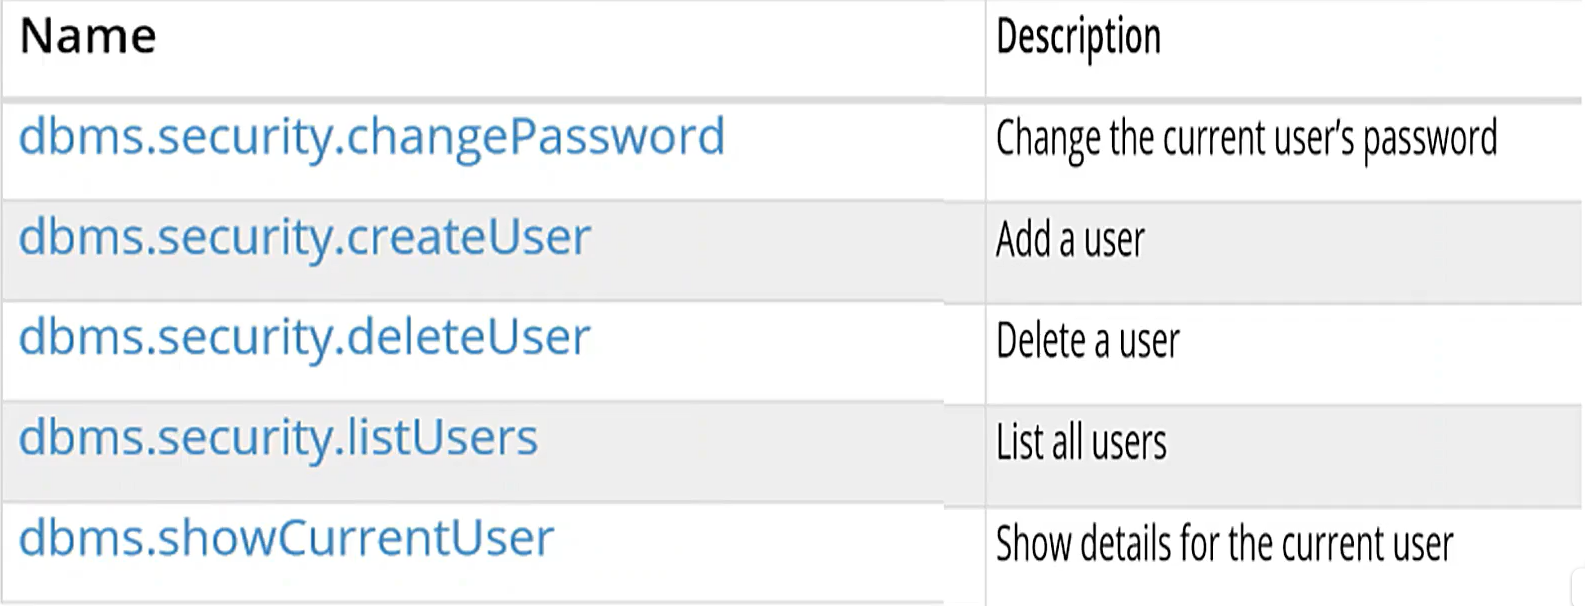 Name Description
dbms.security.changePassword Change the current user’s password
dbms.security.createUser Add a user
dbms.security.deleteUser Delete a user
dbms.security.listUsers List all users
dbms.showCurrentUser Show details for the current user